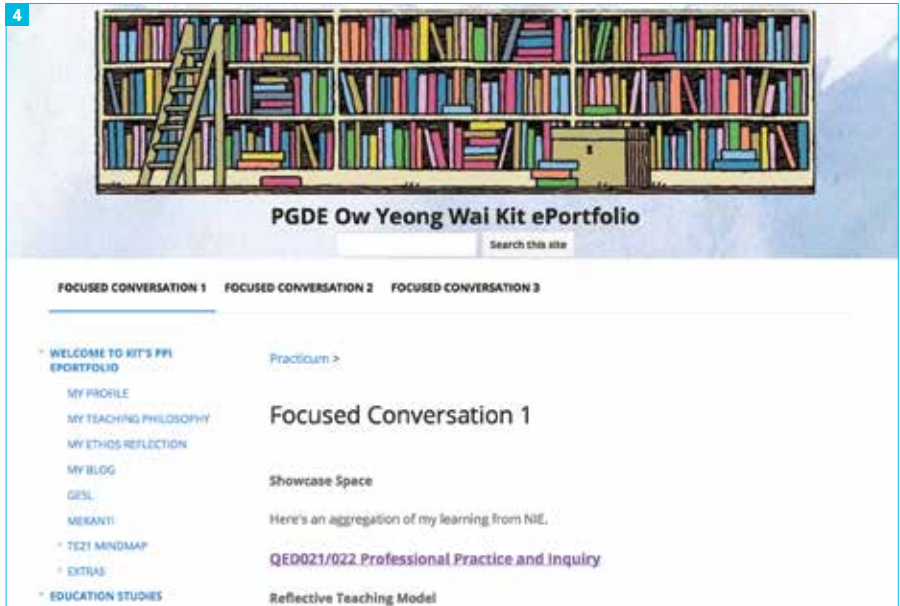 4
PGDE Ow Yeong Wai Kit ePortfolio
Search this site
FOCUSED CONVERSATION 1 FOCUSED CONVERSATION 2 FOCUSED CONVERSATION 3
WELCOME TO KIT'S PPI
EPORTFOLIO
MY PROFILE
MY TEACHING PHILOSOPHY
MY ETHOS REFLECTION
MY BLOG
GESL
MERANTI
TE21 MINDMAP
EXTRAS
EDUCATION STUDIES
Practicum >
Focused Conversation 1
Showcase Space
Here's an aggregation of my learning from NIE.
QED021/022 Professional Practice and Inquiry
Reflective Teaching Model